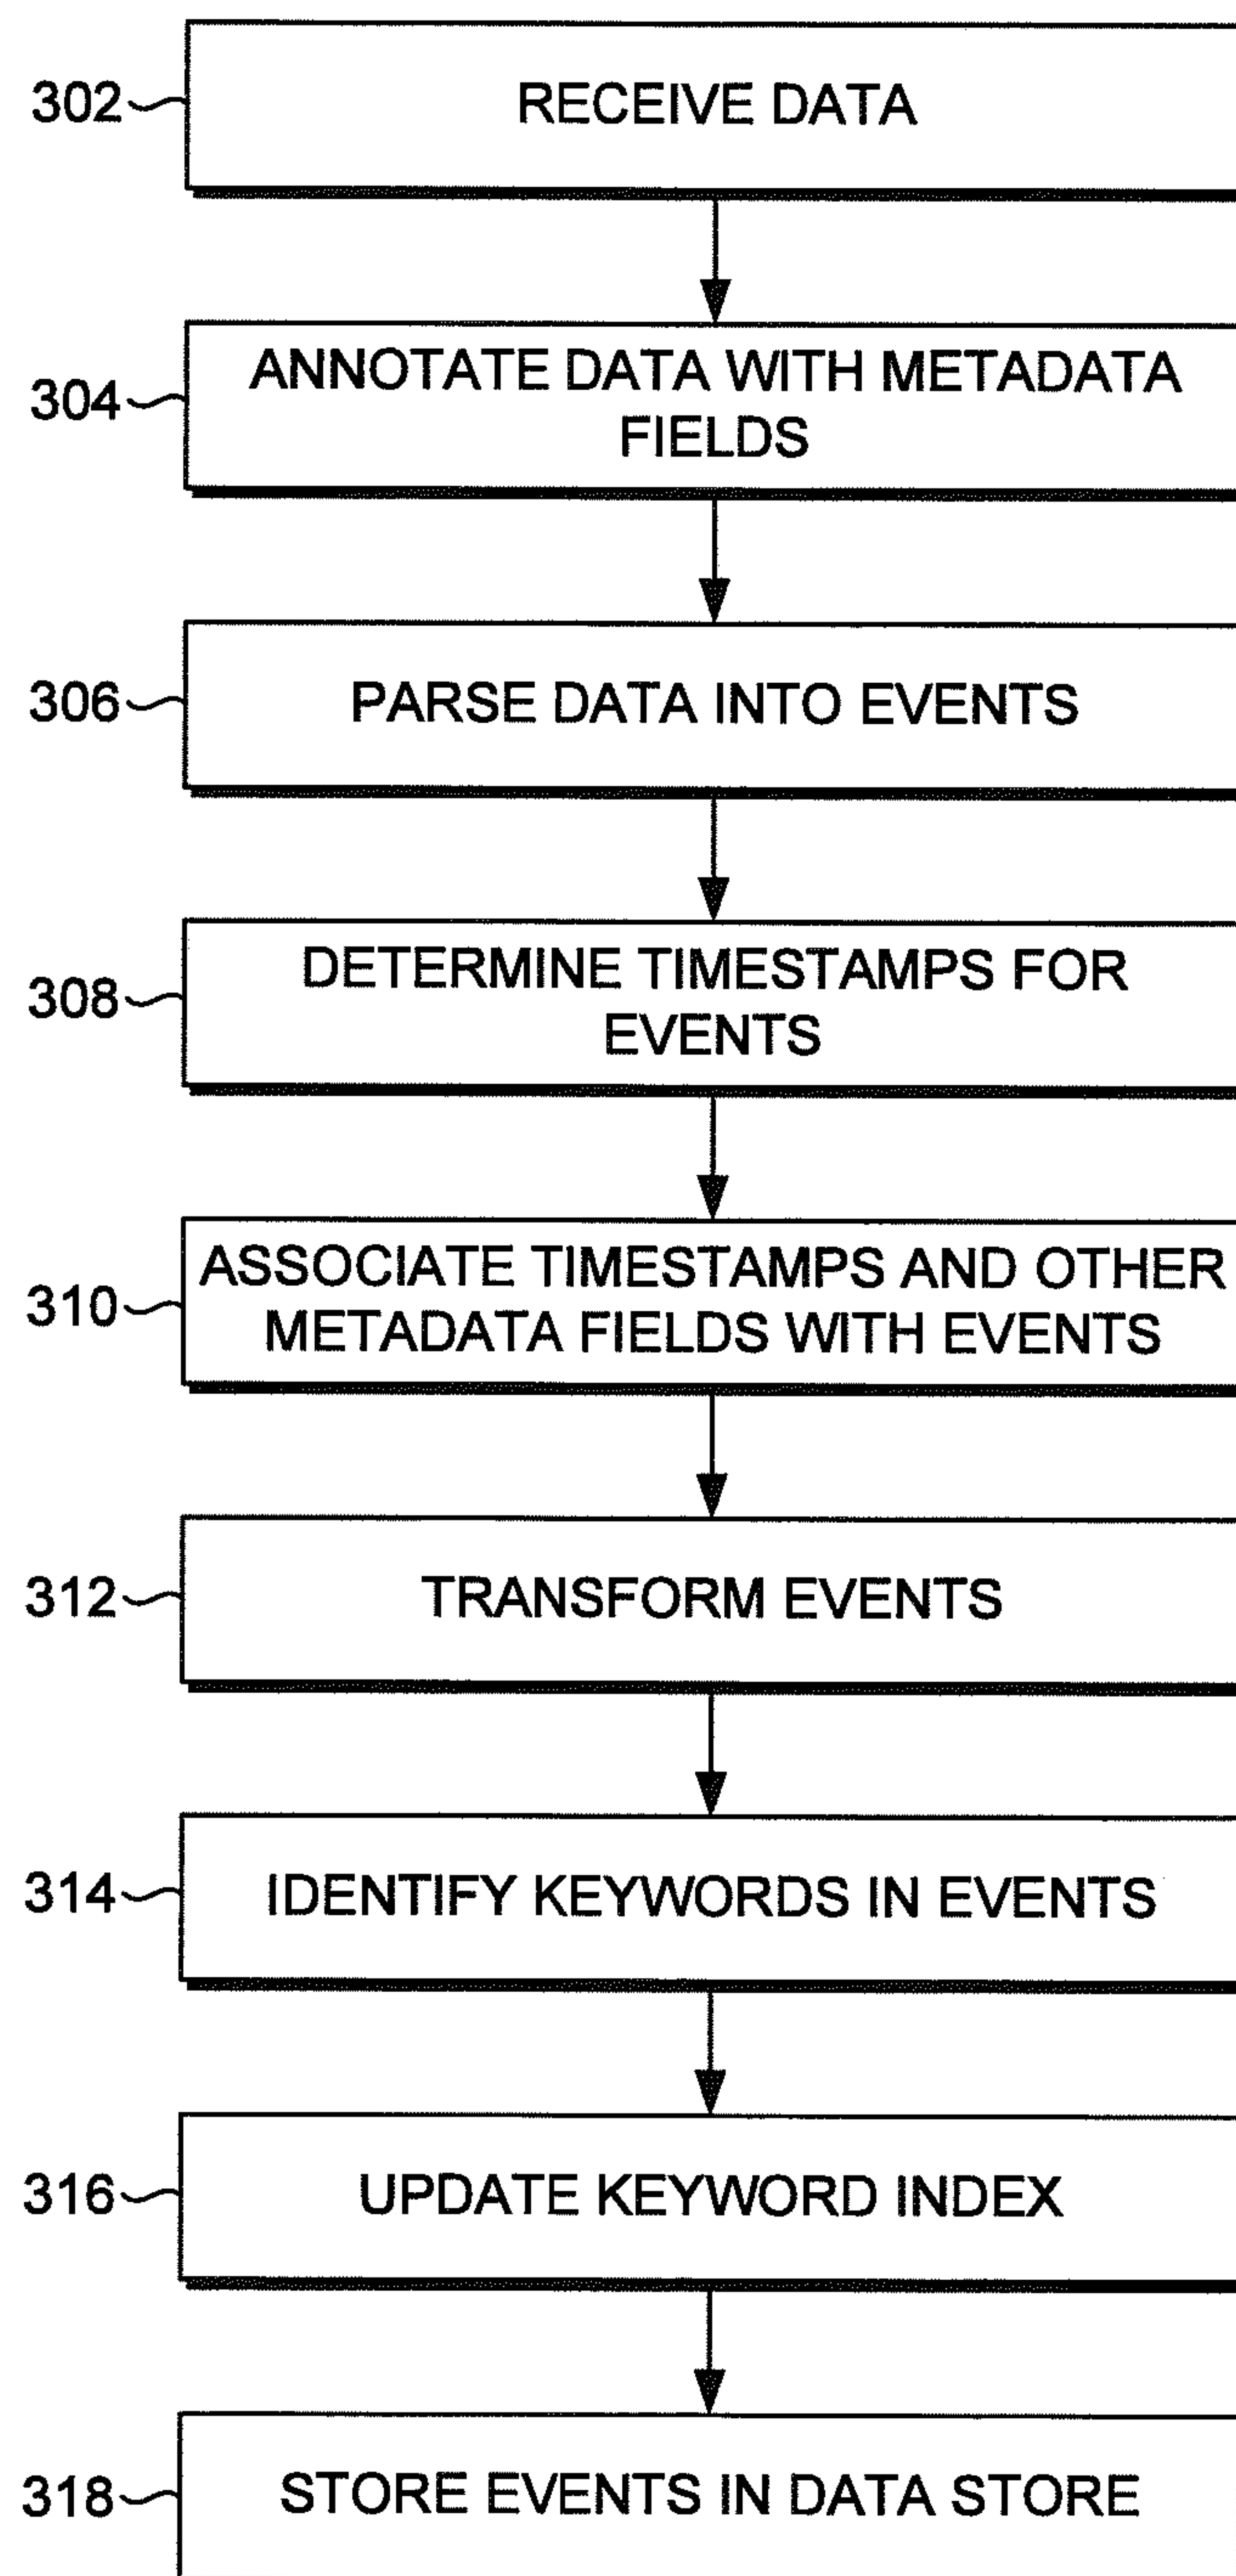 302
RECEIVE DATA
304
ANNOTATE DATA WITH METADATA
FIELDS
306
PARSE DATA INTO EVENTS
308
DETERMINE TIMESTAMPS FOR
EVENTS
310
ASSOCIATE TIMESTAMPS AND OTHER
METADATA FIELDS WITH EVENTS
312
TRANSFORM EVENTS
314
IDENTIFY KEYWORDS IN EVENTS
316
UPDATE KEYWORD INDEX
318
STORE EVENTS IN DATA STORE